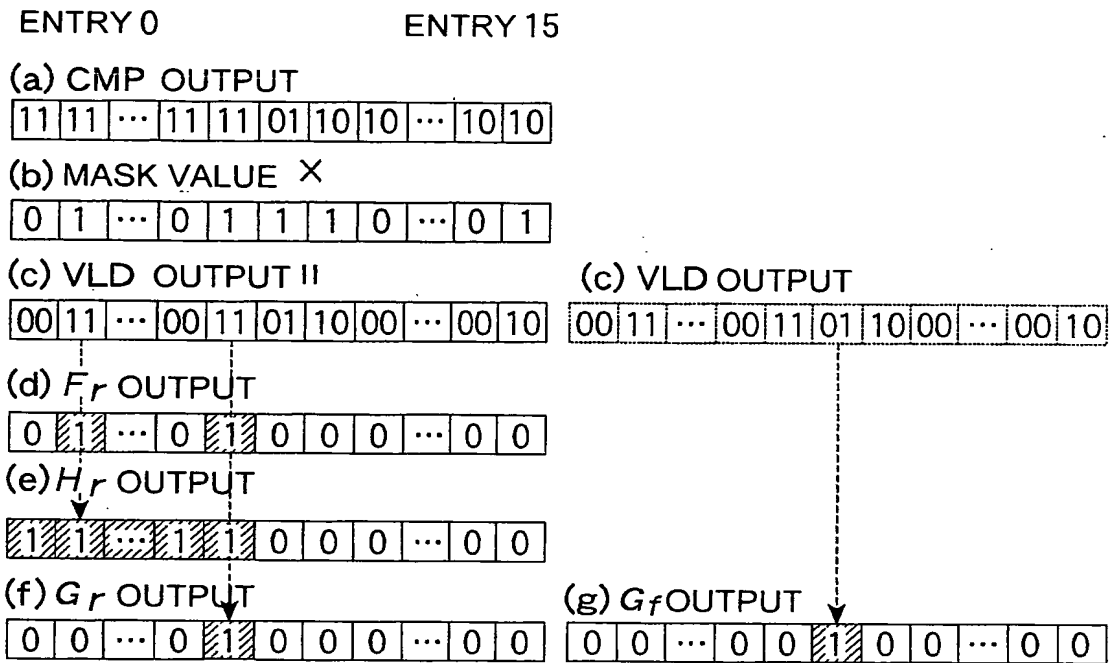 ENTRY 0 ENTRY 15
(a) CMP OUTPUT
11 11 ··· 11 11 01 10 10 ··· 10 10
(b) MASK VALUE ×
0 1 ··· 0 1 1 1 0 ··· 0 1
(c) VLD OUTPUT II
00 11 ··· 00 11 01 10 00 ··· 00 10
(c) VLD OUTPUT
00 11 ··· 00 11 01 10 00 ··· 00 10
(d) Fr OUTPUT
0 1 ··· 0 1 0 0 0 ··· 0 0
(e) Hr OUTPUT
1 1 ··· 1 1 0 0 0 ··· 0 0
(f) Gr OUTPUT
0 0 ··· 0 1 0 0 0 ··· 0 0
(g) Gf OUTPUT
0 0 ··· 0 0 1 0 0 ··· 0 0